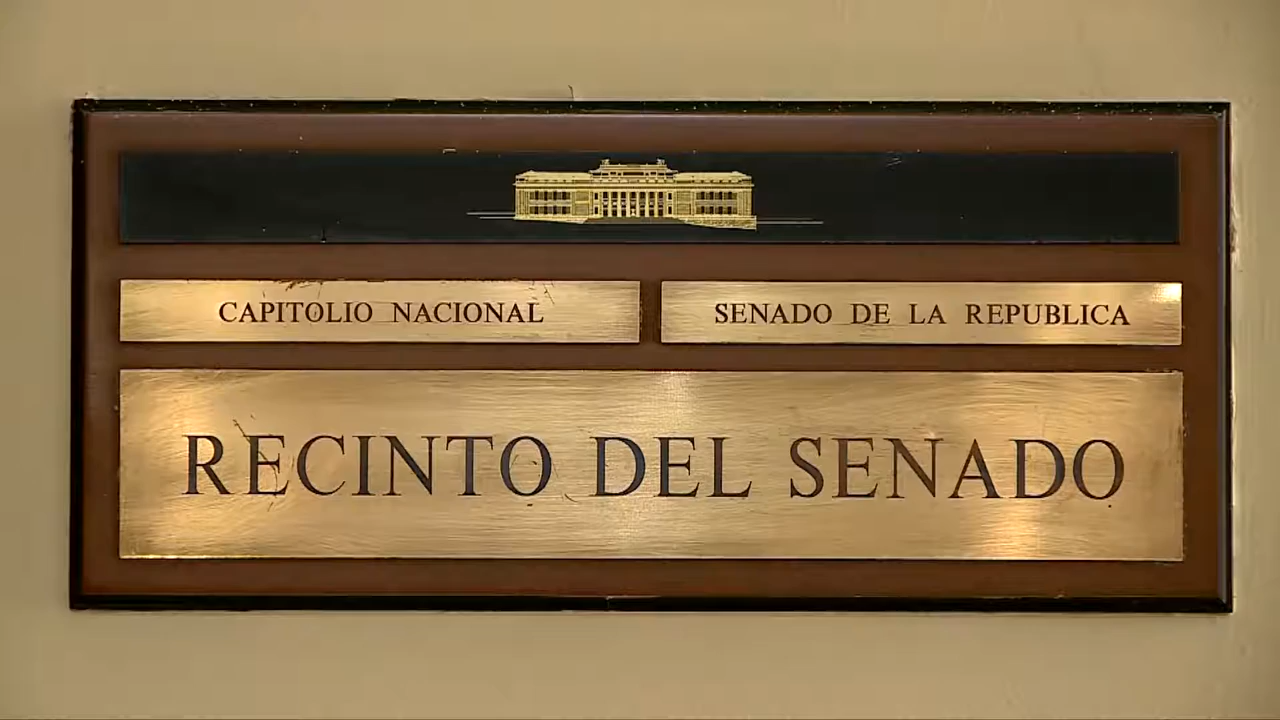 CAPITOLIO NACIONAL
SENADO DE LA REPUBLICA
RECINTO DEL SENADO